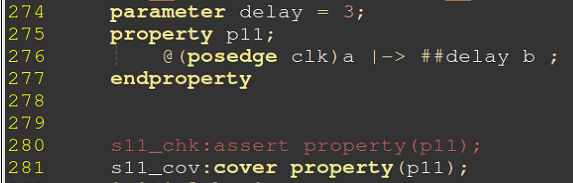 274 parameter delay = 3;
275 property p11;
276 @(posedge clk)a |-> ##delay b ;
277 endproperty
278
279
280 s11_chk:assert property(p11);
281 s11_cov:cover property(p11);